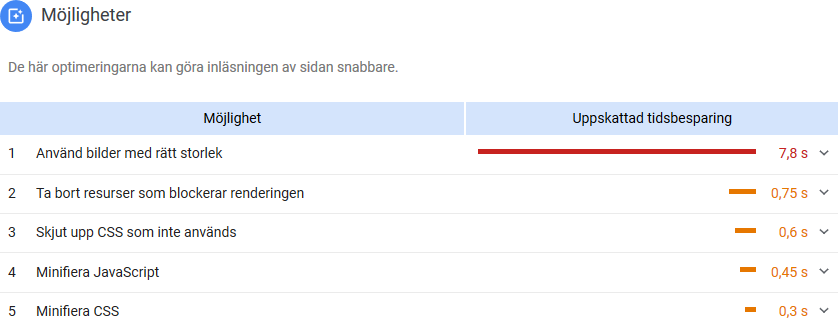 Möjligheter
De här optimeringarna kan göra inläsningen av sidan snabbare.
Möjlighet Uppskattad tidsbesparing
1 Använd bilder med rätt storlek 7,8 s
2 Ta bort resurser som blockerar renderingen 0,75 s
3 Skjut upp CSS som inte används 0,6 s
4 Minifiera JavaScript 0,45 s
5 Minifiera CSS 0,3 s